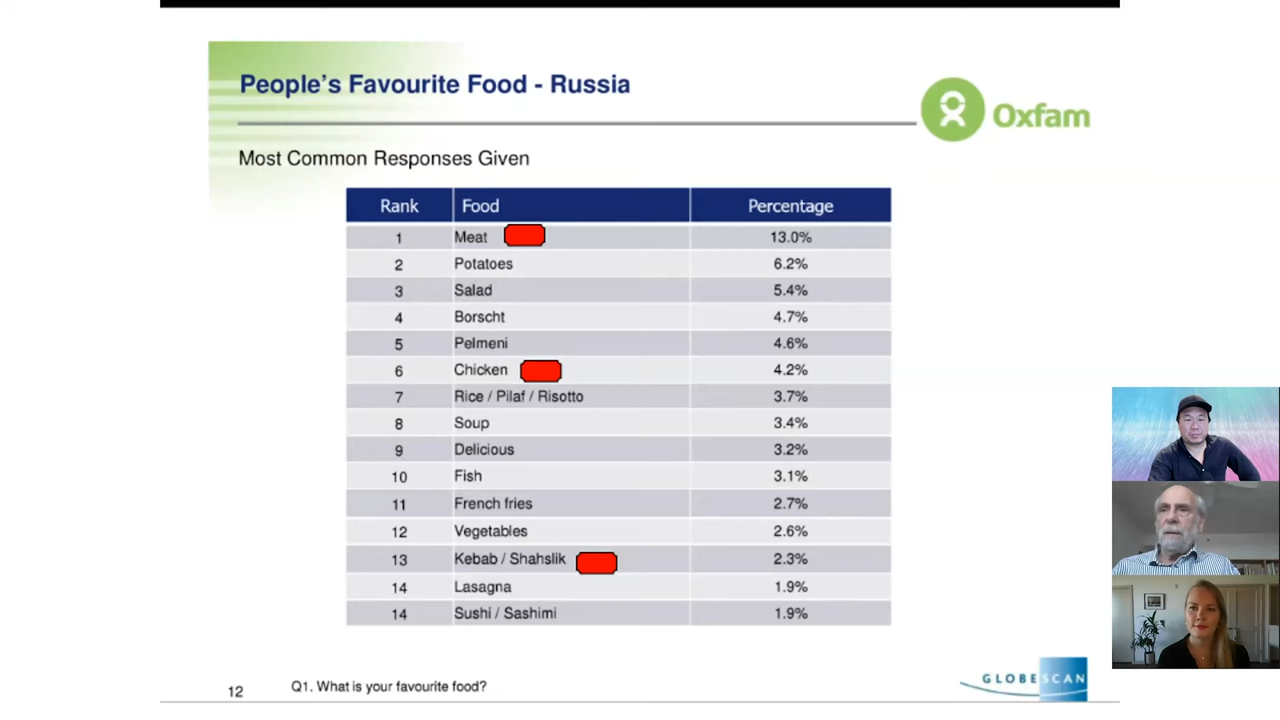 People's Favourite Food - Russia
Oxfam
Most Common Responses Given
Rank Food Percentage
1 Meat 13.0%
2 Potatoes 6.2%
3 Salad 5.4%
4 Borscht 4.7%
5 Pelmeni 4.6%
6 Chicken 4.2%
7 Rice / Pilaf / Risotto 3.7%
8 Soup 3.4%
9 Delicious 3.2%
10 Fish 3.1%
11 French fries 2.7%
12 Vegetables 2.6%
13 Kebab / Shahslik 2.3%
14 Lasagna 1.9%
14 Sushi / Sashimi 1.9%
12 Q1. What is your favourite food?
GLOBESCAN